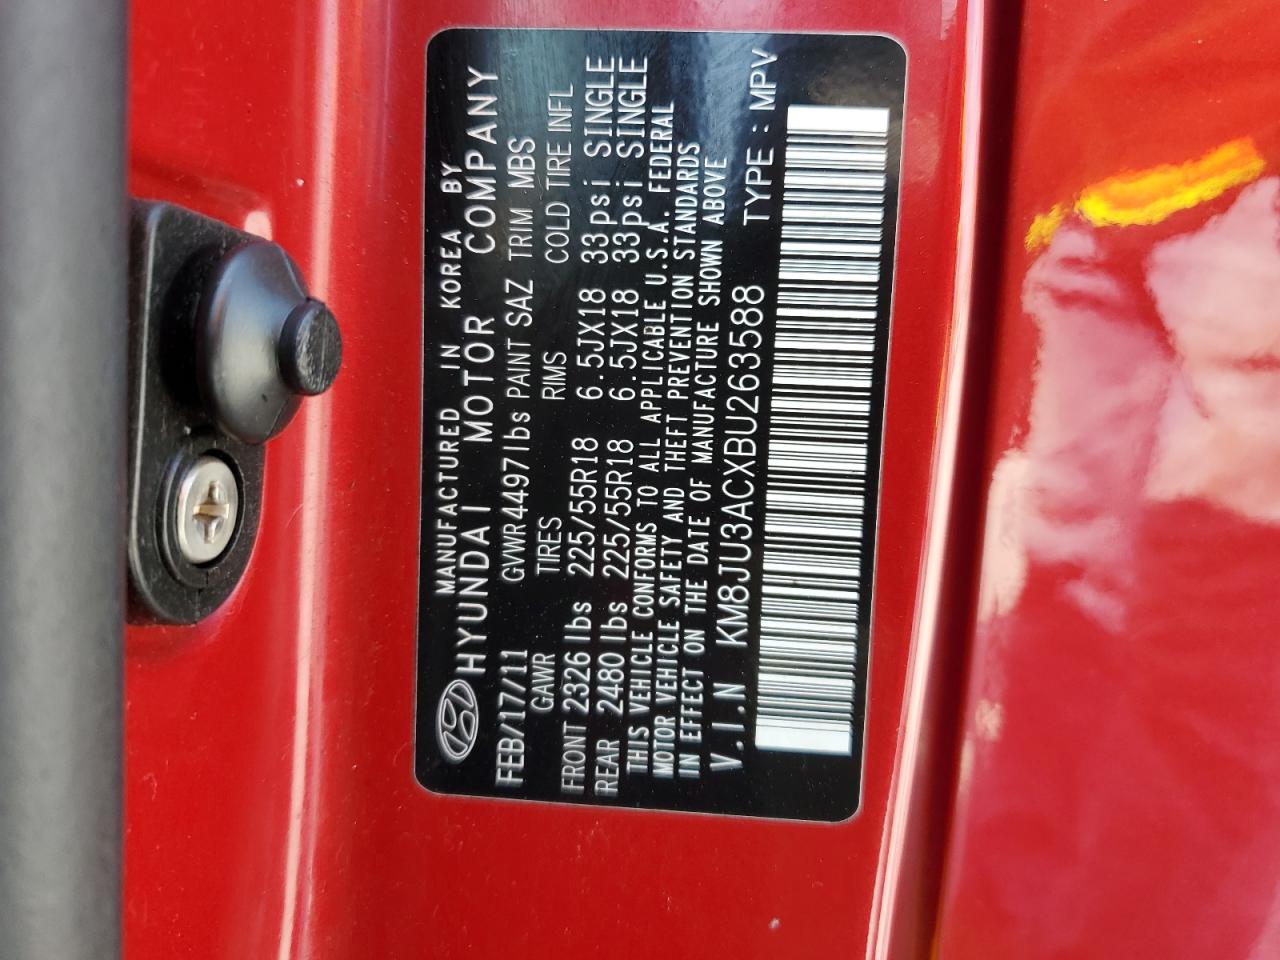 MANUFACTURED IN KOREA BY
HYUNDAI MOTOR COMPANY
FEB/17/11 GVWR 4497lbs PAINT SAZ TRIM MBS
GAWR TIRES RIMS COLD TIRE INFL
FRONT 2326 lbs 225/55R18 6.5JX18 33psi SINGLE
REAR 2480 lbs 225/55R18 6.5JX18 33psi SINGLE
THIS VEHICLE CONFORMS TO ALL APPLICABLE U.S.A. FEDERAL
MOTOR VEHICLE SAFETY AND THEFT PREVENTION STANDARDS
IN EFFECT ON THE DATE OF MANUFACTURE SHOWN ABOVE
V.I.N KM8JU3ACXBU263588 TYPE : MPV